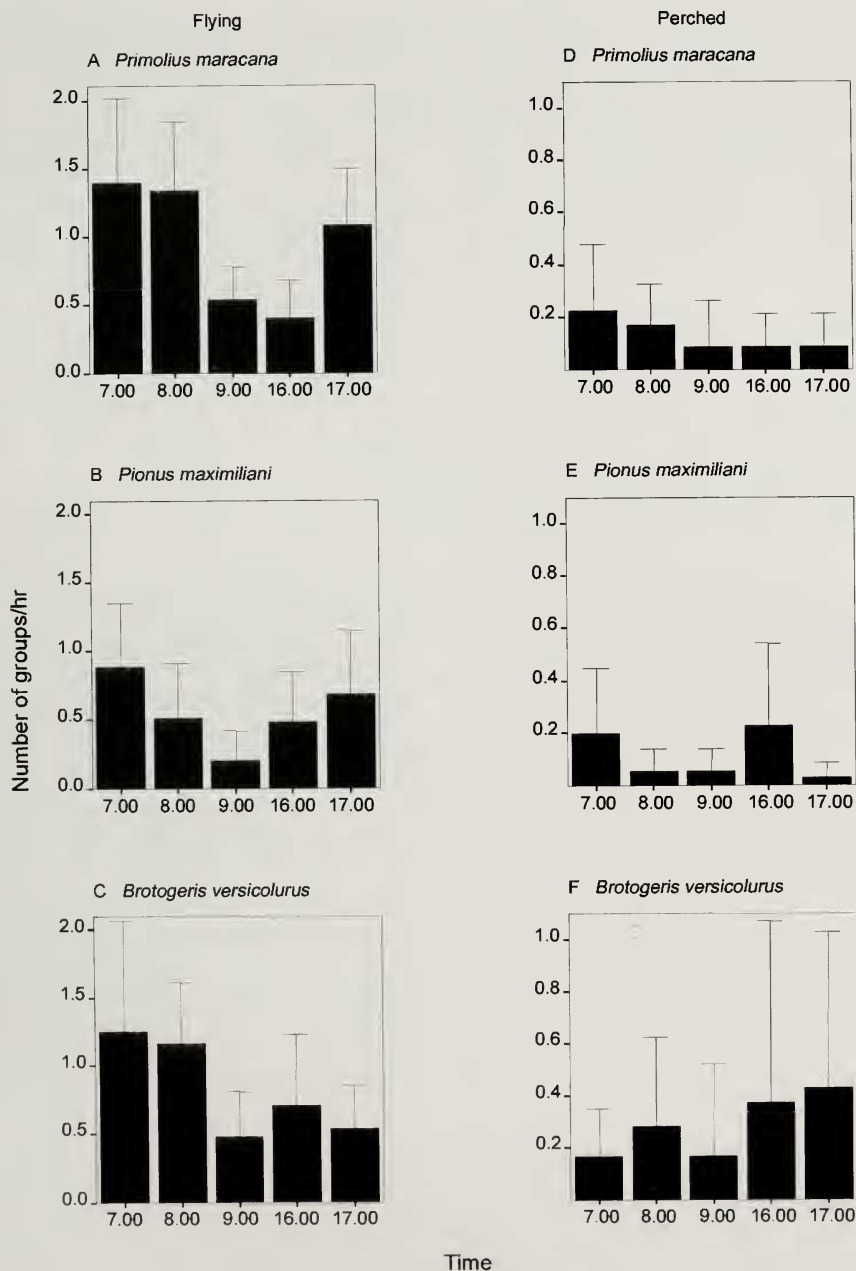 Flying
Perched
A Primolius maracana
2.0
1.5
1.0
0.5
0.0
7.00 8.00 9.00 16.00 17.00
D Primolius maracana
1.0
0.8
0.6
0.4
0.2
7.00 8.00 9.00 16.00 17.00
B Pionus maximiliani
2.0
1.5
1.0
0.5
0.0
7.00 8.00 9.00 16.00 17.00
E Pionus maximiliani
1.0
0.8
0.6
0.4
0.2
7.00 8.00 9.00 16.00 17.00
Number of groups/hr
C Brotogeris versicolurus
2.0
1.5
1.0
0.5
0.0
7.00 8.00 9.00 16.00 17.00
F Brotogeris versicolurus
1.0
0.8
0.6
0.4
0.2
7.00 8.00 9.00 16.00 17.00
Time